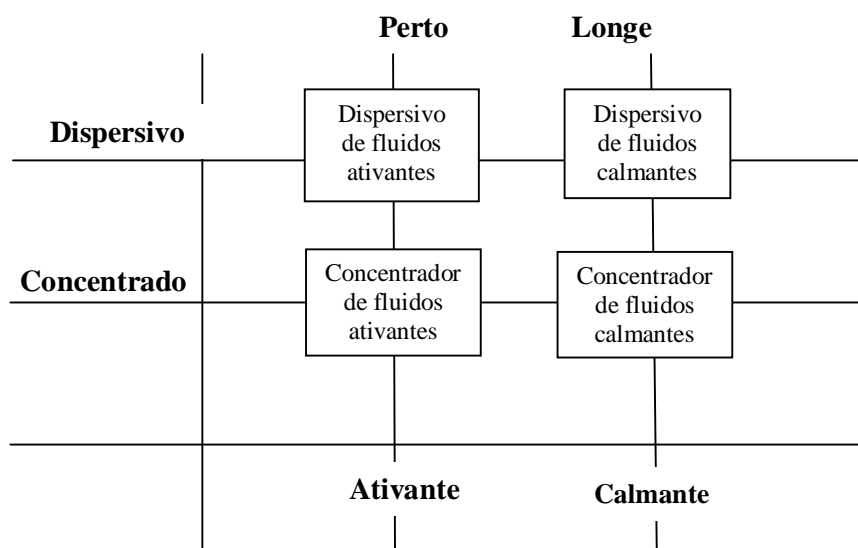 Perto Longe
Dispersivo
Dispersivo
de fluidos
ativantes
Dispersivo
de fluidos
calmantes
Concentrado
Concentrador
de fluidos
ativantes
Concentrador
de fluidos
calmantes
Ativante Calmante